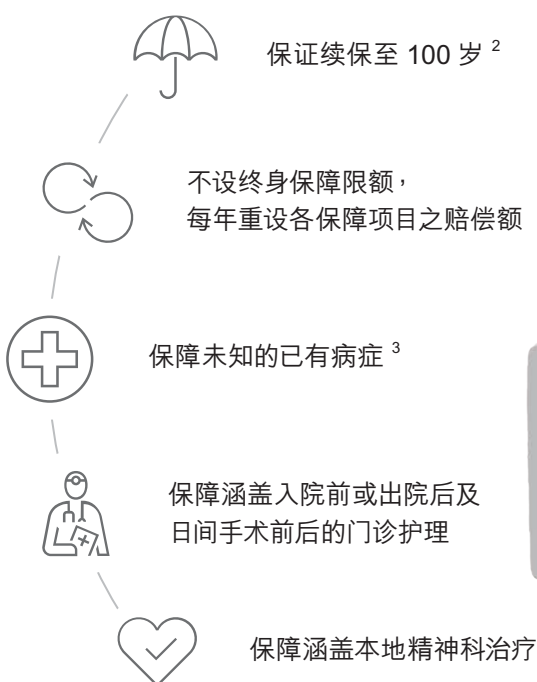 保证续保至 100 岁 2
不设终身保障限额，
每年重设各保障项目之赔偿额
保障未知的已有病症 3
保障涵盖入院前或出院后及
日间手术前后的门诊护理
保障涵盖本地精神科治疗